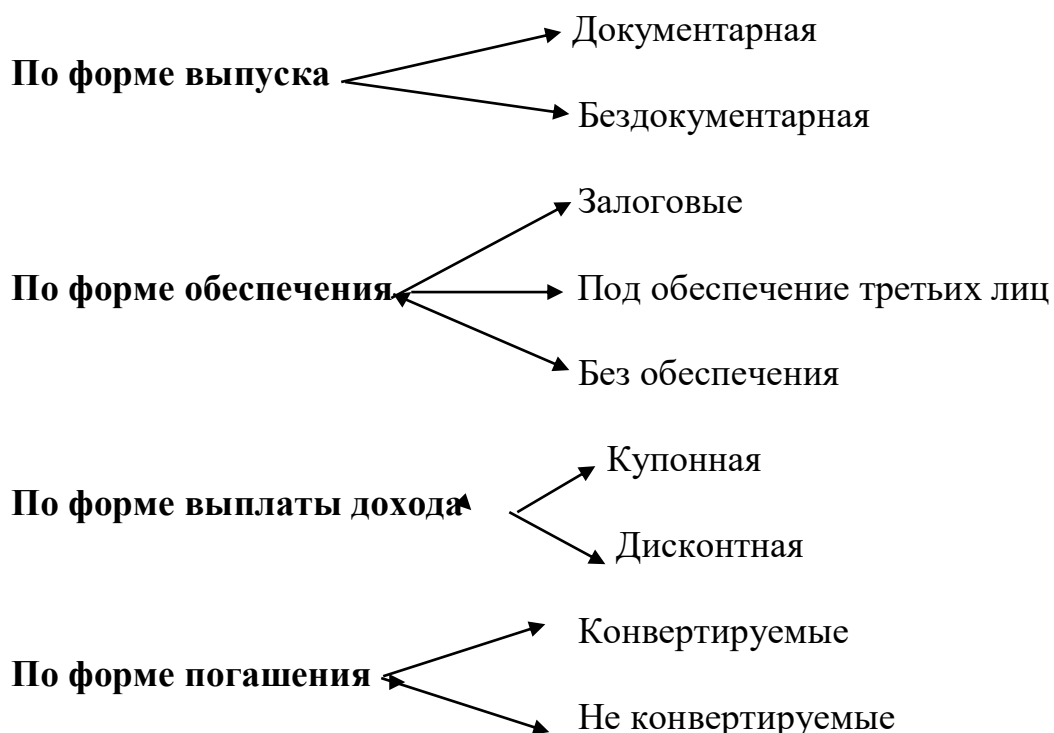 Документарная
По форме выпуска
Бездокументарная
Залоговые
По форме обеспечения
Под обеспечение третьих лиц
Без обеспечения
Купонная
По форме выплаты дохода
Дисконтная
Конвертируемые
По форме погашения
Не конвертируемые